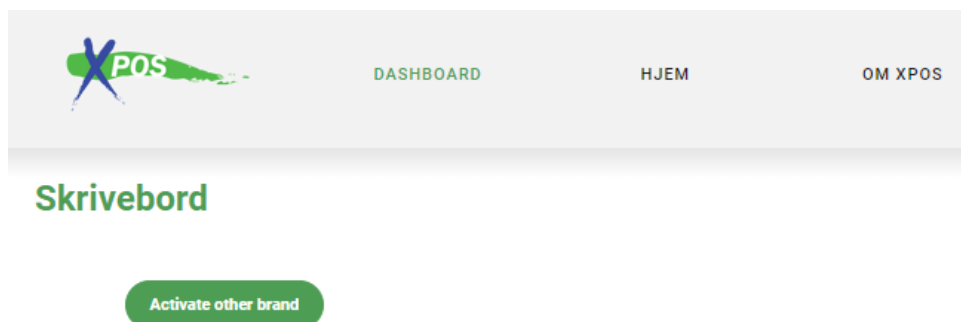 XPOS
DASHBOARD
HJEM
OM XPOS
Skrivebord
Activate other brand